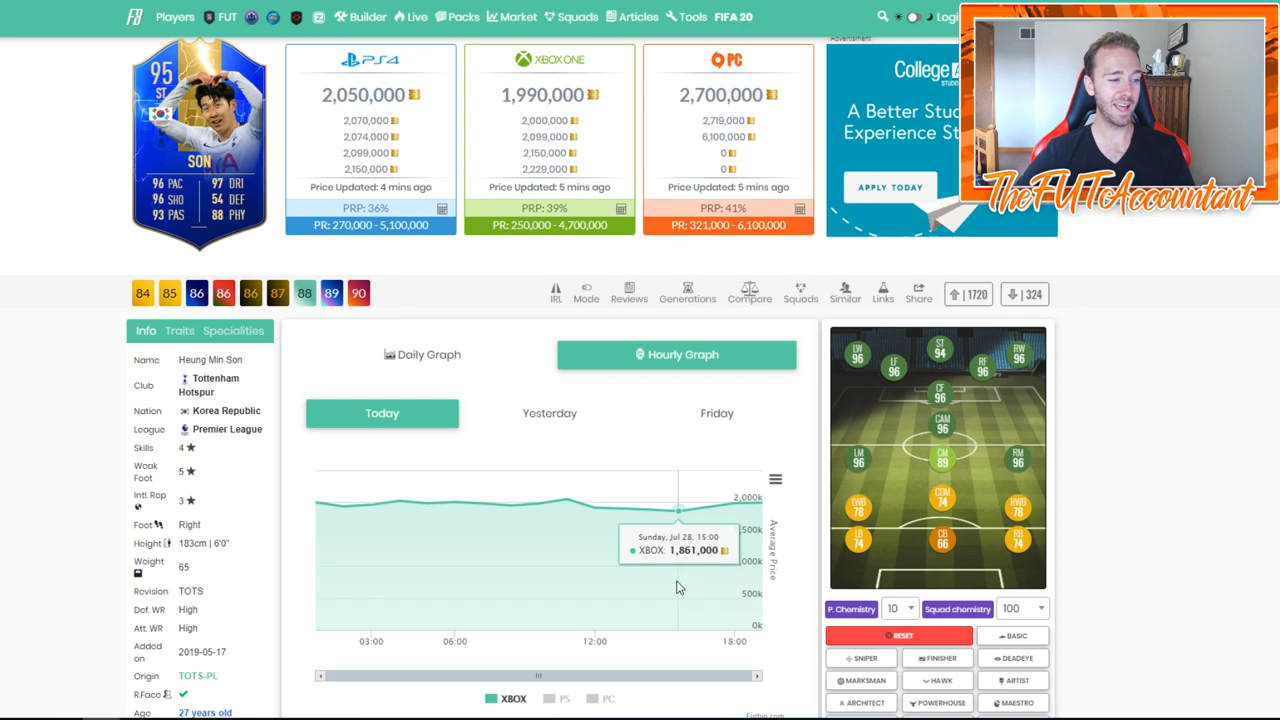 Players FUT Builder Live Packs Market Squads Articles Tools FIFA 20
95
ST
SON
96 PAC 97 DRI
96 SHO 54 DEF
93 PAS 88 PHY
PS4
2,050,000
2,070,000
2,074,000
2,099,000
2,150,000
Price Updated: 4 mins ago
PRP: 36%
PR: 270,000 - 5,100,000
XBOX ONE
1,990,000
2,000,000
2,099,000
2,150,000
2,229,000
Price Updated: 5 mins ago
PRP: 39%
PR: 250,000 - 4,700,000
PC
2,700,000
2,719,000
6,100,000
0
0
Price Updated: 5 mins ago
PRP: 41%
PR: 321,000 - 6,100,000
Advertisment
College
A Better
Experience
APPLY TODAY
TheFUTAccountant
84 85 86 86 86 87 88 89 90
IRL Mode Reviews Generations Compare Squads Similar Links Share
1720
324
Info Traits Specialities
Name Heung Min Son
Club Tottenham Hotspur
Nation Korea Republic
League Premier League
Skills 4
Weak Foot 5
Intl. Rep 3
Foot Right
Height 183cm | 6'0"
Weight 65
Revision TOTS
Def. WR High
Att. WR High
Added on 2019-05-17
Origin TOTS-PL
R.Face
Age 27 years old
Daily Graph
Hourly Graph
Today
Yesterday
Friday
2,000k
500k
0k
Average Price
Sunday, Jul 28, 15:00
XBOX: 1,861,000
03:00 06:00 12:00 18:00
XBOX PS PC
Futbin.com
ST 94
LW 96
RW 96
LF 96
RF 96
CF 96
CAM 96
LM 96
CM 89
RM 96
LWB 78
CDM 74
RWB 78
LB 74
CB 66
RB 74
P. Chemistry 10 Squad chemistry 100
RESET BASIC
SNIPER FINISHER DEADEYE
MARKSMAN HAWK ARTIST
ARCHITECT POWERHOUSE MAESTRO